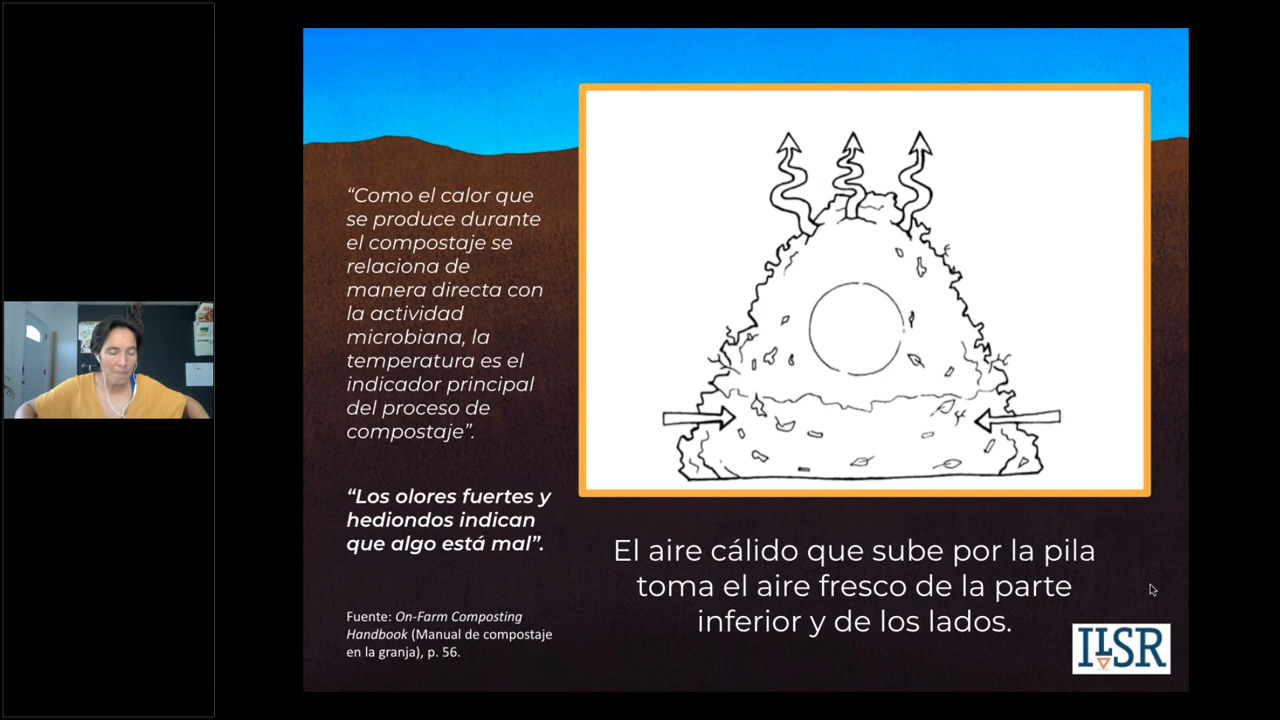 “Como el calor que
se produce durante
el compostaje se
relaciona de
manera directa con
la actividad
microbiana, la
temperatura es el
indicador principal
del proceso de
compostaje”.
“Los olores fuertes y
hediondos indican
que algo está mal”.
Fuente: On-Farm Composting
Handbook (Manual de compostaje
en la granja), p. 56.
El aire cálido que sube por la pila
toma el aire fresco de la parte
inferior y de los lados.
ILSR